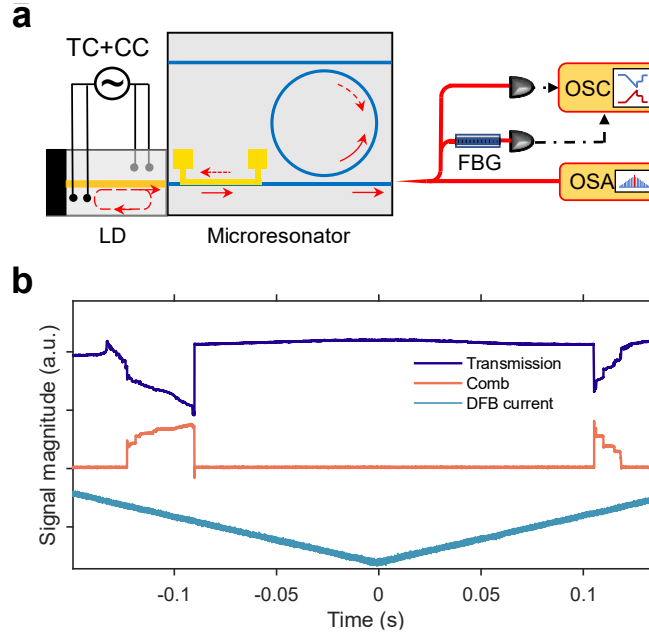 a
TC+CC
LD
Microresonator
FBG
OSC
OSA
b
Signal magnitude (a.u.)
Transmission
Comb
DFB current
-0.1
-0.05
0
0.05
0.1
Time (s)